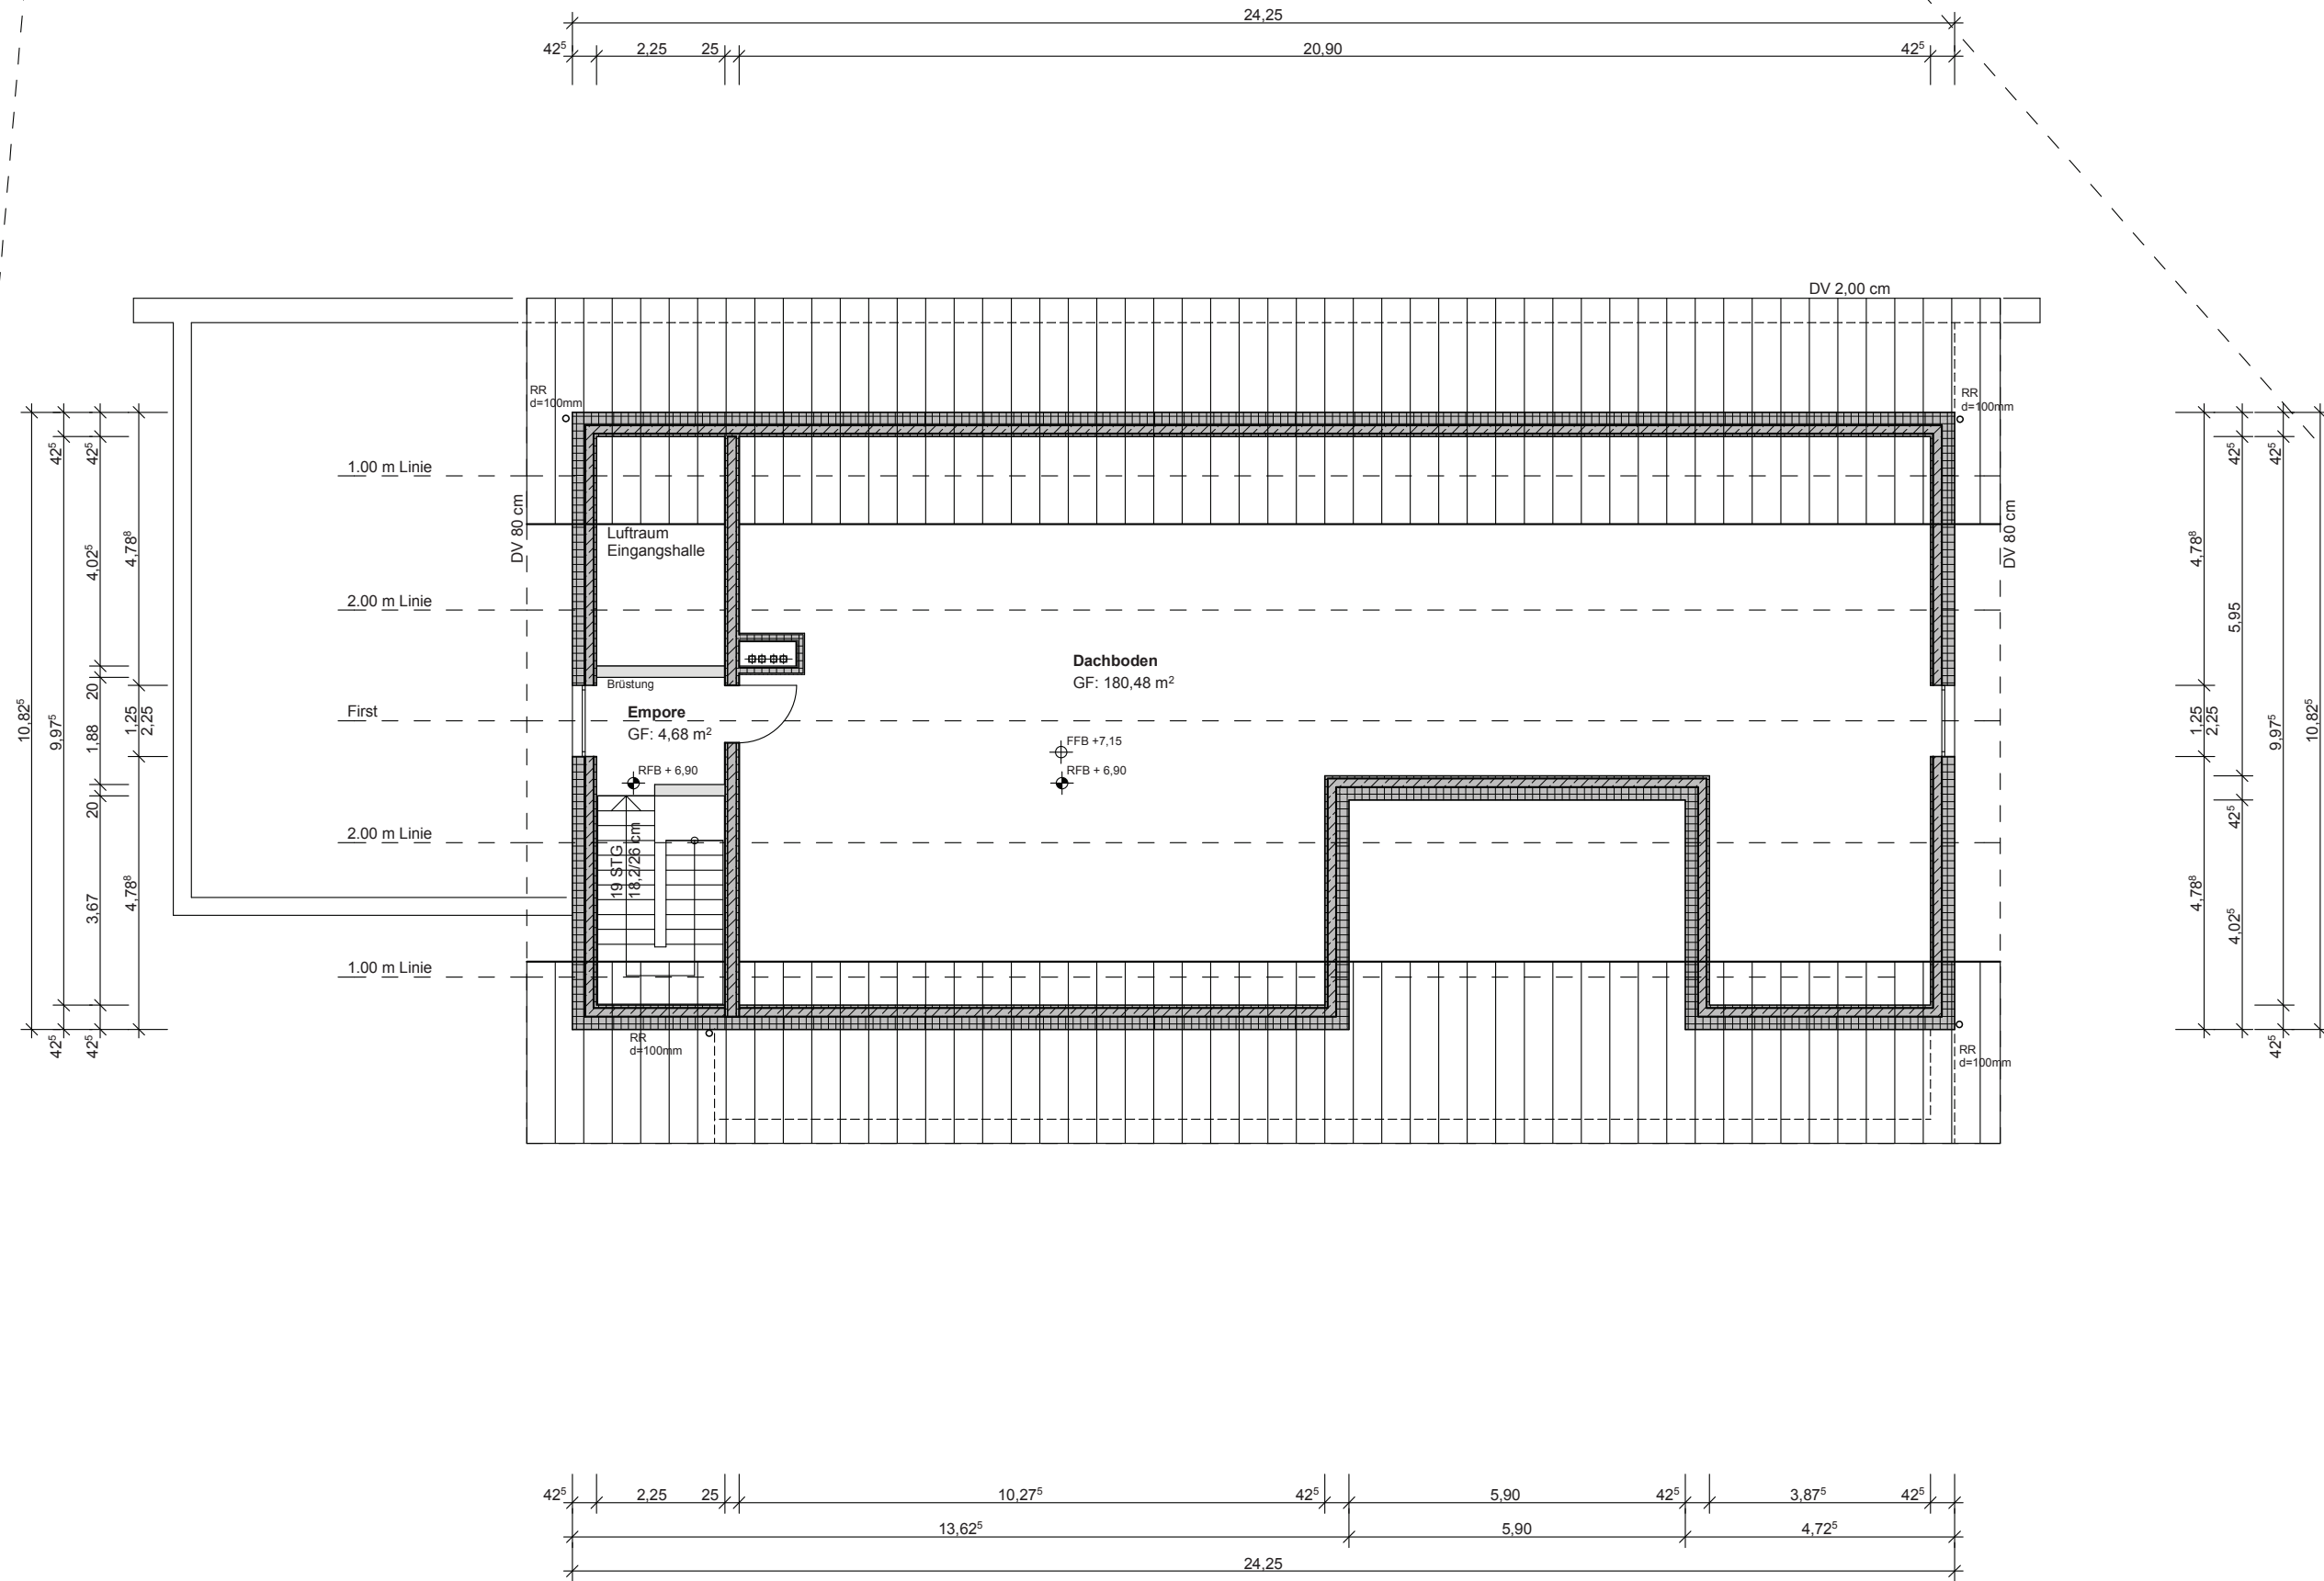 24,25
42⁵ 2,25 25 20,90 42⁵
DV 2,00 cm
RR
d=100mm
RR
d=100mm
1.00 m Linie
DV 80 cm
DV 80 cm
Luftraum
Eingangshalle
2.00 m Linie
Dachboden
GF: 180,48 m²
Brüstung
First
Empore
GF: 4,68 m²
FFB +7,15
RFB + 6,90
RFB + 6,90
2.00 m Linie
19 STG
18,2/26 cm
1.00 m Linie
RR
d=100mm
RR
d=100mm
10,82⁵
42⁵ 9,97⁵ 42⁵
42⁵ 4,02⁵ 20 1,88 20 3,67 42⁵
4,78⁸ 1,25 4,78⁸
2,25
4,78⁸ 1,25 4,78⁸
2,25
42⁵ 5,95 42⁵ 4,02⁵
42⁵ 9,97⁵ 42⁵
10,82⁵
42⁵ 2,25 25 10,27⁵ 42⁵ 5,90 42⁵ 3,87⁵ 42⁵
13,62⁵ 5,90 4,72⁵
24,25